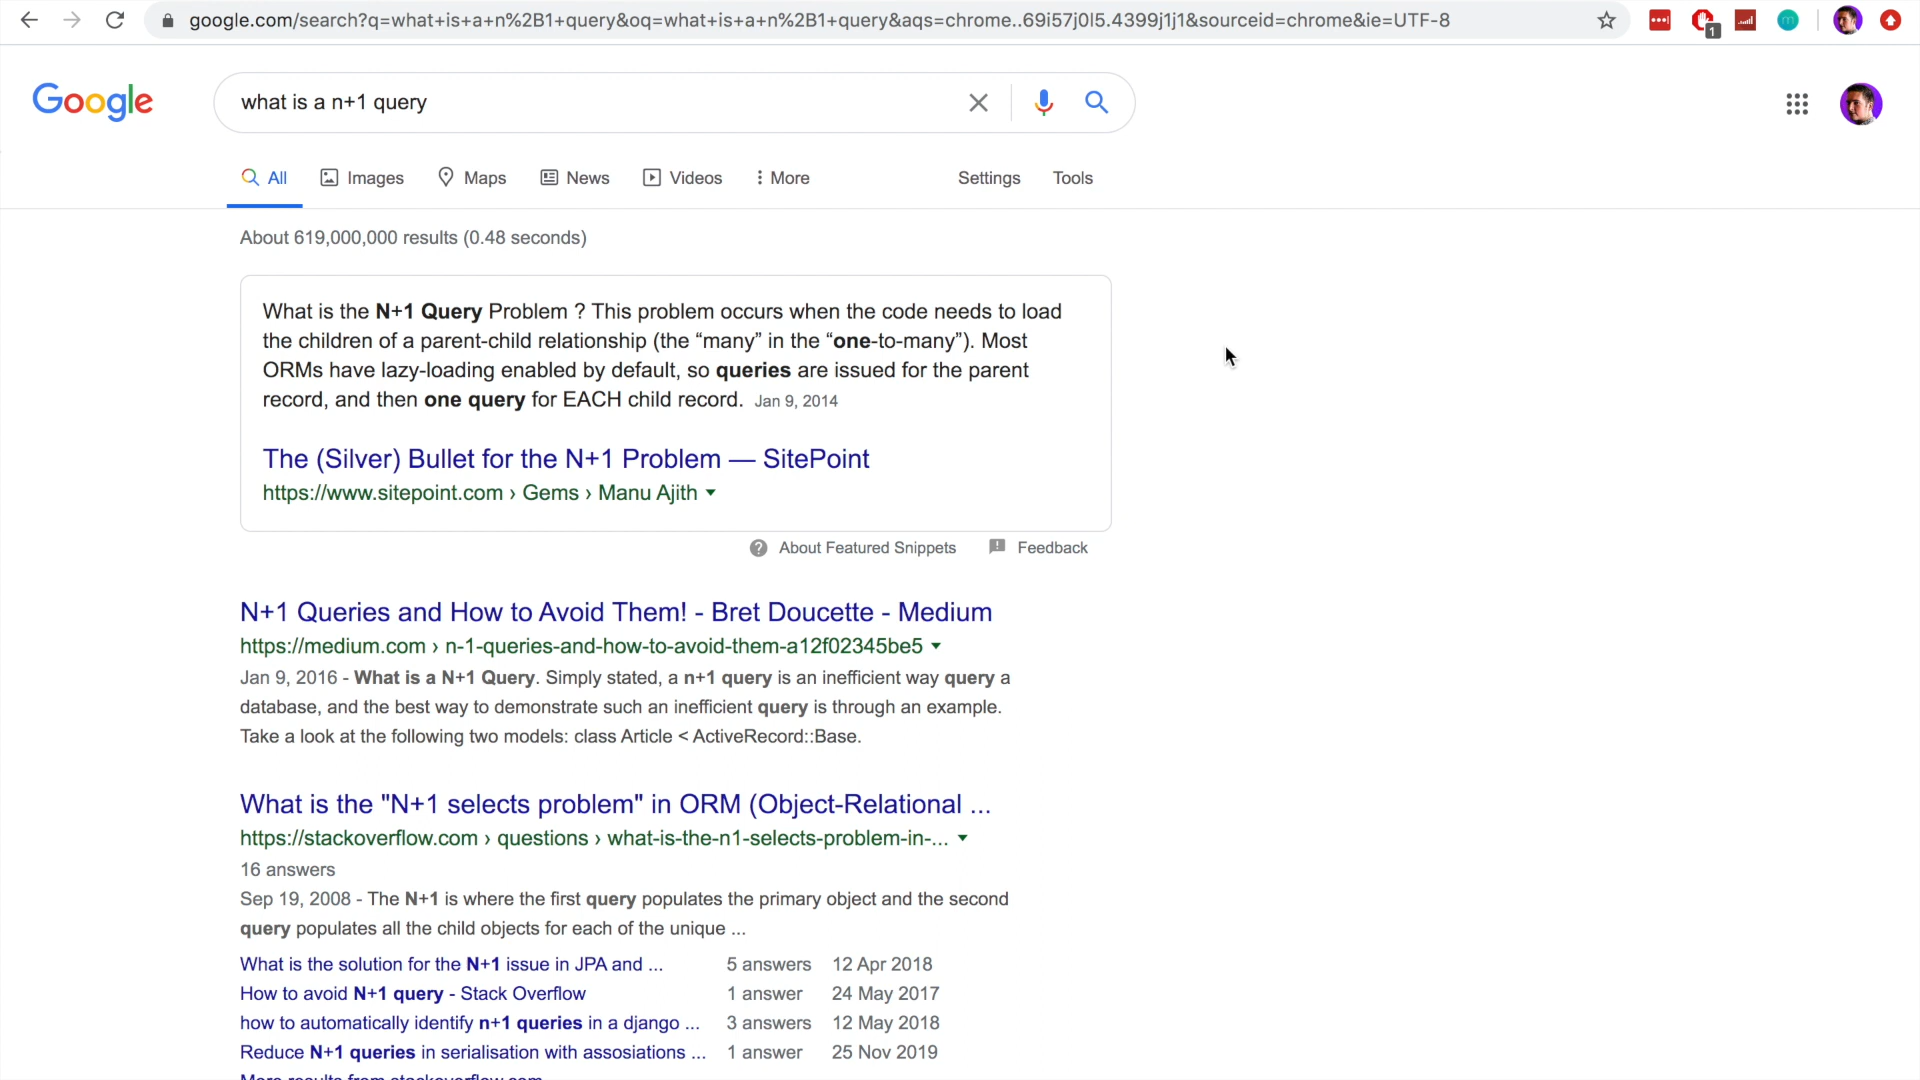 google.com/search?q=what+is+a+n%2B1+query&oq=what+is+a+n%2B1+query&aqs=chrome..69i57j0l5.4399j1j1&sourceid=chrome&ie=UTF-8
1
m
Google
what is a n+1 query
All Images Maps News Videos More Settings Tools
About 619,000,000 results (0.48 seconds)
What is the N+1 Query Problem ? This problem occurs when the code needs to load
the children of a parent-child relationship (the “many” in the “one-to-many”). Most
ORMs have lazy-loading enabled by default, so queries are issued for the parent
record, and then one query for EACH child record. Jan 9, 2014
The (Silver) Bullet for the N+1 Problem — SitePoint
https://www.sitepoint.com › Gems › Manu Ajith
About Featured Snippets Feedback
N+1 Queries and How to Avoid Them! - Bret Doucette - Medium
https://medium.com › n-1-queries-and-how-to-avoid-them-a12f02345be5
Jan 9, 2016 - What is a N+1 Query. Simply stated, a n+1 query is an inefficient way query a
database, and the best way to demonstrate such an inefficient query is through an example.
Take a look at the following two models: class Article < ActiveRecord::Base.
What is the "N+1 selects problem" in ORM (Object-Relational ...
https://stackoverflow.com › questions › what-is-the-n1-selects-problem-in-...
16 answers
Sep 19, 2008 - The N+1 is where the first query populates the primary object and the second
query populates all the child objects for each of the unique ...
What is the solution for the N+1 issue in JPA and ... 5 answers 12 Apr 2018
How to avoid N+1 query - Stack Overflow 1 answer 24 May 2017
how to automatically identify n+1 queries in a django ... 3 answers 12 May 2018
Reduce N+1 queries in serialisation with assosiations ... 1 answer 25 Nov 2019
More results from stackoverflow.com